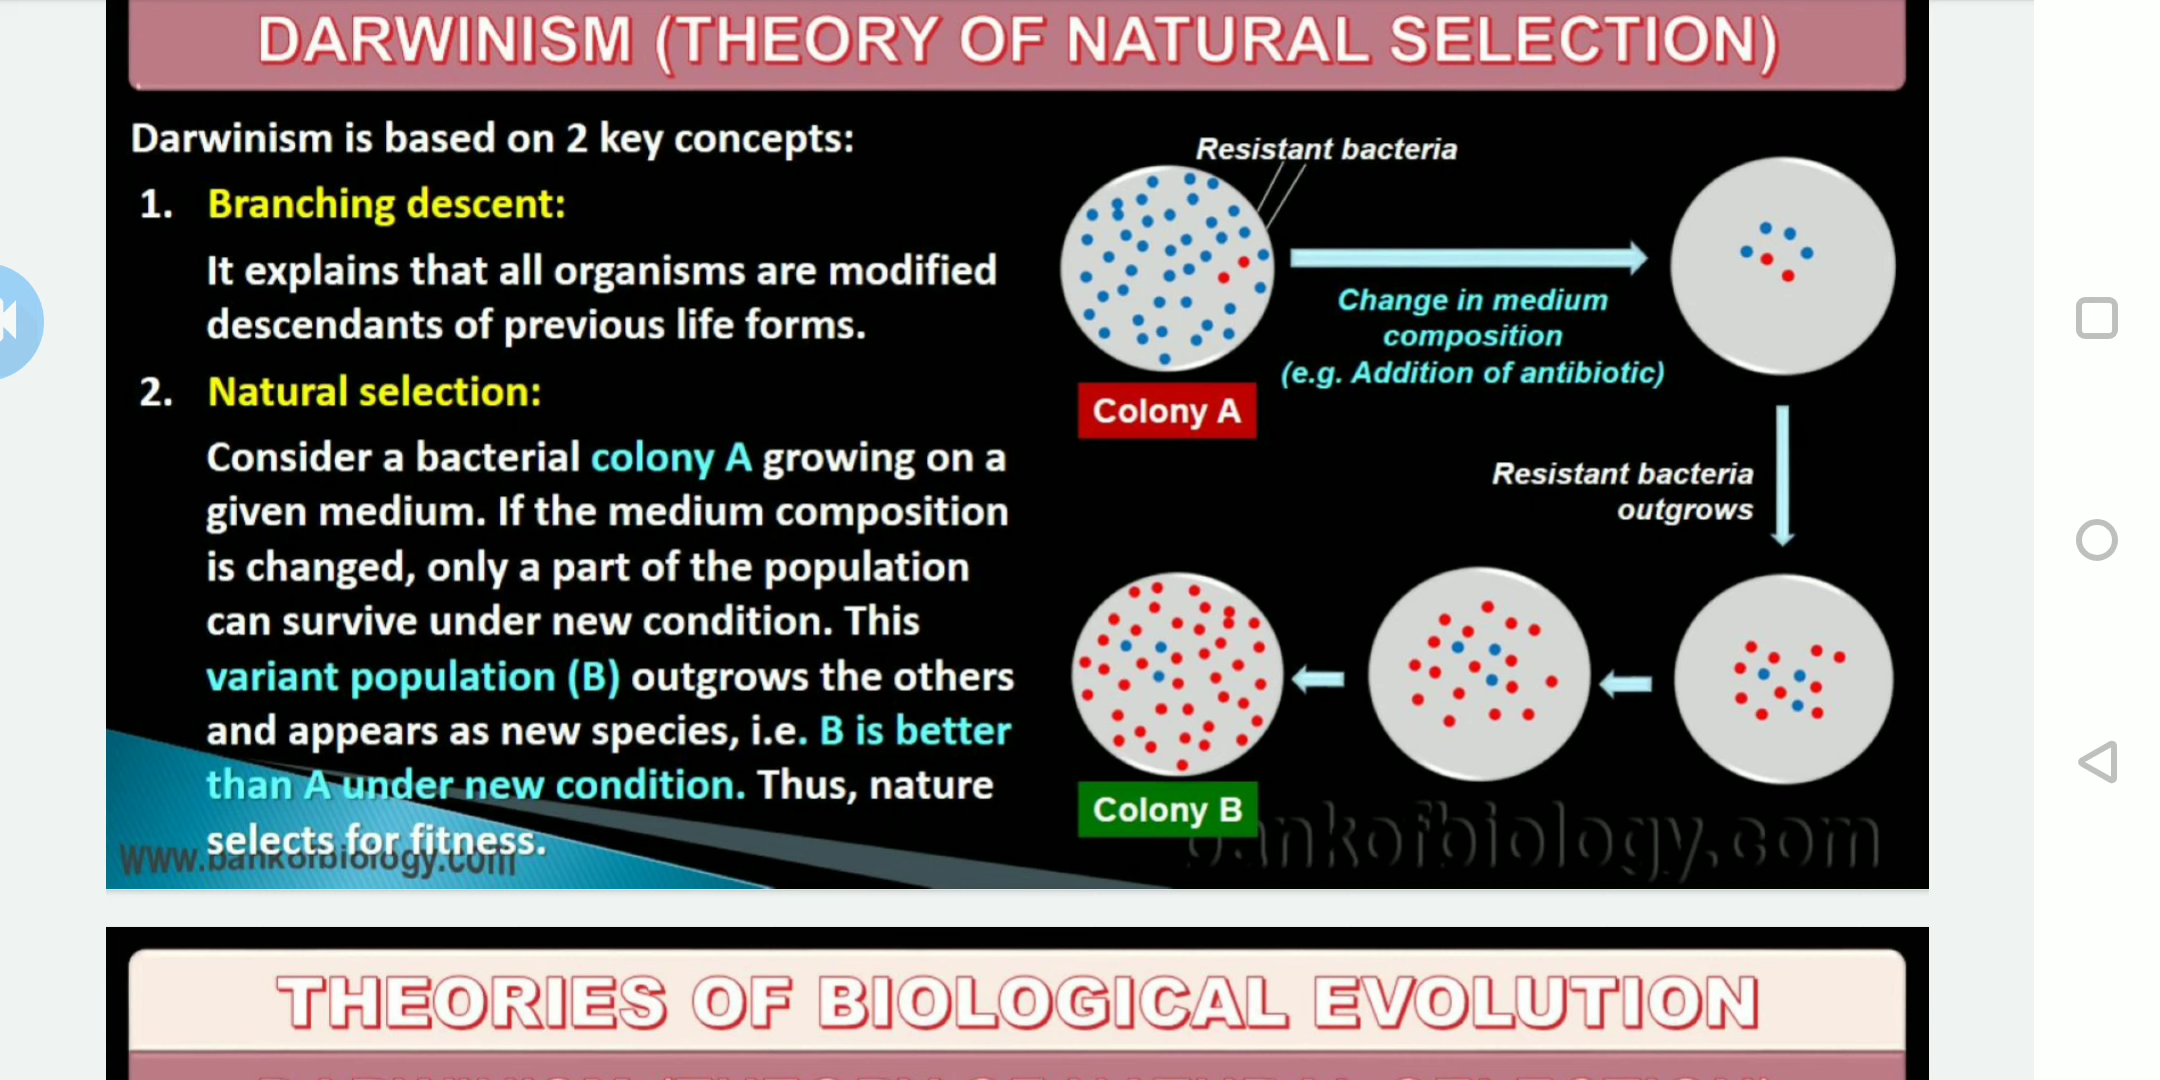 DARWINISM (THEORY OF NATURAL SELECTION)
Darwinism is based on 2 key concepts:
1. Branching descent:
It explains that all organisms are modified
descendants of previous life forms.
2. Natural selection:
Consider a bacterial colony A growing on a
given medium. If the medium composition
is changed, only a part of the population
can survive under new condition. This
variant population (B) outgrows the others
and appears as new species, i.e. B is better
than A under new condition. Thus, nature
selects for fitness.
www.bankofbiology.com
Resistant bacteria
Change in medium
composition
(e.g. Addition of antibiotic)
Colony A
Resistant bacteria
outgrows
Colony B
bankofbiology.com
THEORIES OF BIOLOGICAL EVOLUTION